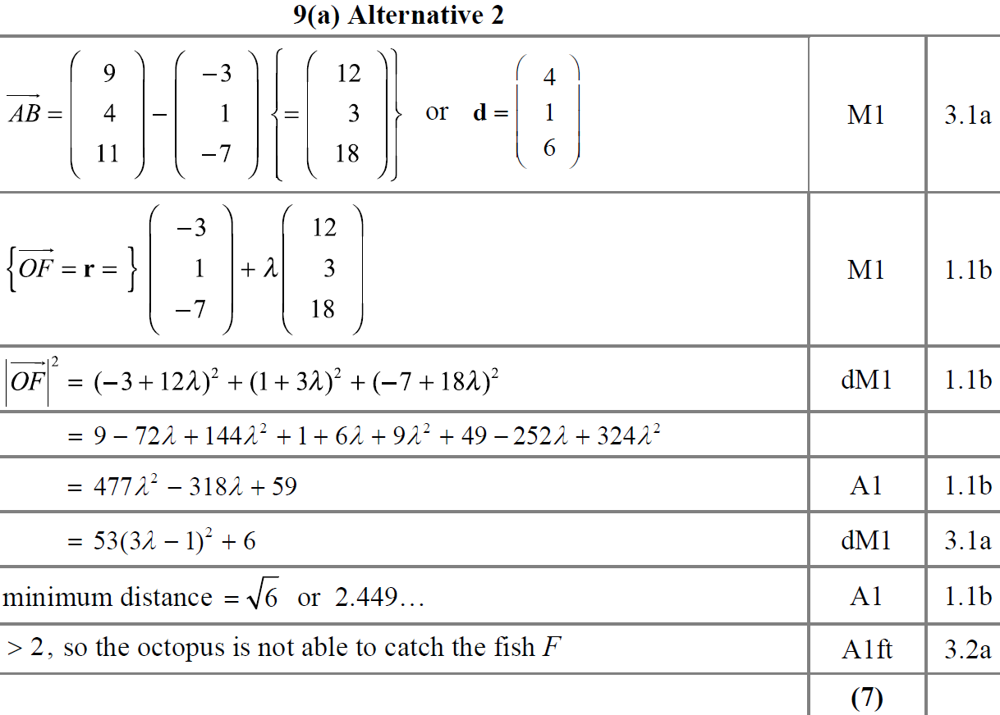 9(a) Alternative 2
$\overrightarrow{AB} = \begin{pmatrix} 9 \\ 4 \\ 11 \end{pmatrix} - \begin{pmatrix} -3 \\ 1 \\ -7 \end{pmatrix} \left\{ = \begin{pmatrix} 12 \\ 3 \\ 18 \end{pmatrix} \right\}$ or $\mathbf{d} = \begin{pmatrix} 4 \\ 1 \\ 6 \end{pmatrix}$ M1 3.1a
$\left\{ \overrightarrow{OF} = \mathbf{r} = \right\} \begin{pmatrix} -3 \\ 1 \\ -7 \end{pmatrix} + \lambda \begin{pmatrix} 12 \\ 3 \\ 18 \end{pmatrix}$ M1 1.1b
$\left| \overrightarrow{OF} \right|^2 = (-3 + 12\lambda)^2 + (1 + 3\lambda)^2 + (-7 + 18\lambda)^2$ dM1 1.1b
$= 9 - 72\lambda + 144\lambda^2 + 1 + 6\lambda + 9\lambda^2 + 49 - 252\lambda + 324\lambda^2$
$= 477\lambda^2 - 318\lambda + 59$ A1 1.1b
$= 53(3\lambda - 1)^2 + 6$ dM1 3.1a
minimum distance $= \sqrt{6}$ or 2.449... A1 1.1b
> 2, so the octopus is not able to catch the fish F A1ft 3.2a
(7)